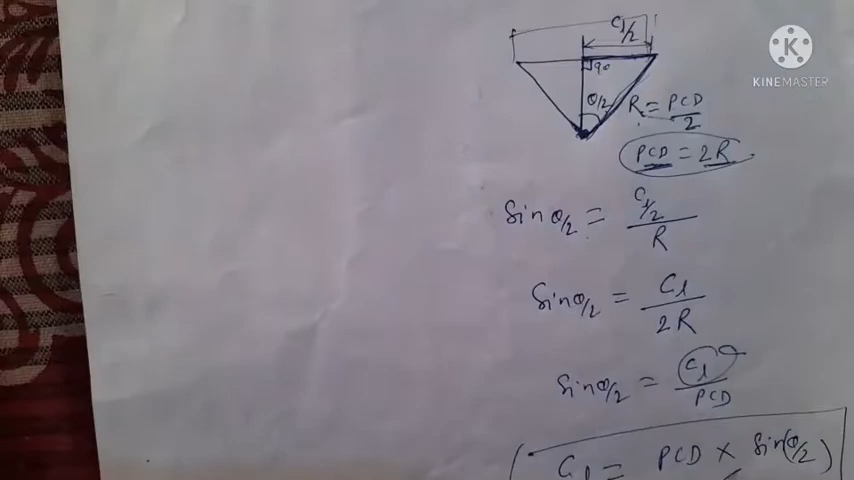 C₁/2
90
K
KINEMASTER
θ/2
R = PCD/2
PCD = 2R
Sin θ/2 = C₁/2 / R
Sin θ/2 = C₁ / 2R
Sin θ/2 = C₁ / PCD
C₁ = PCD × Sin(θ/2)